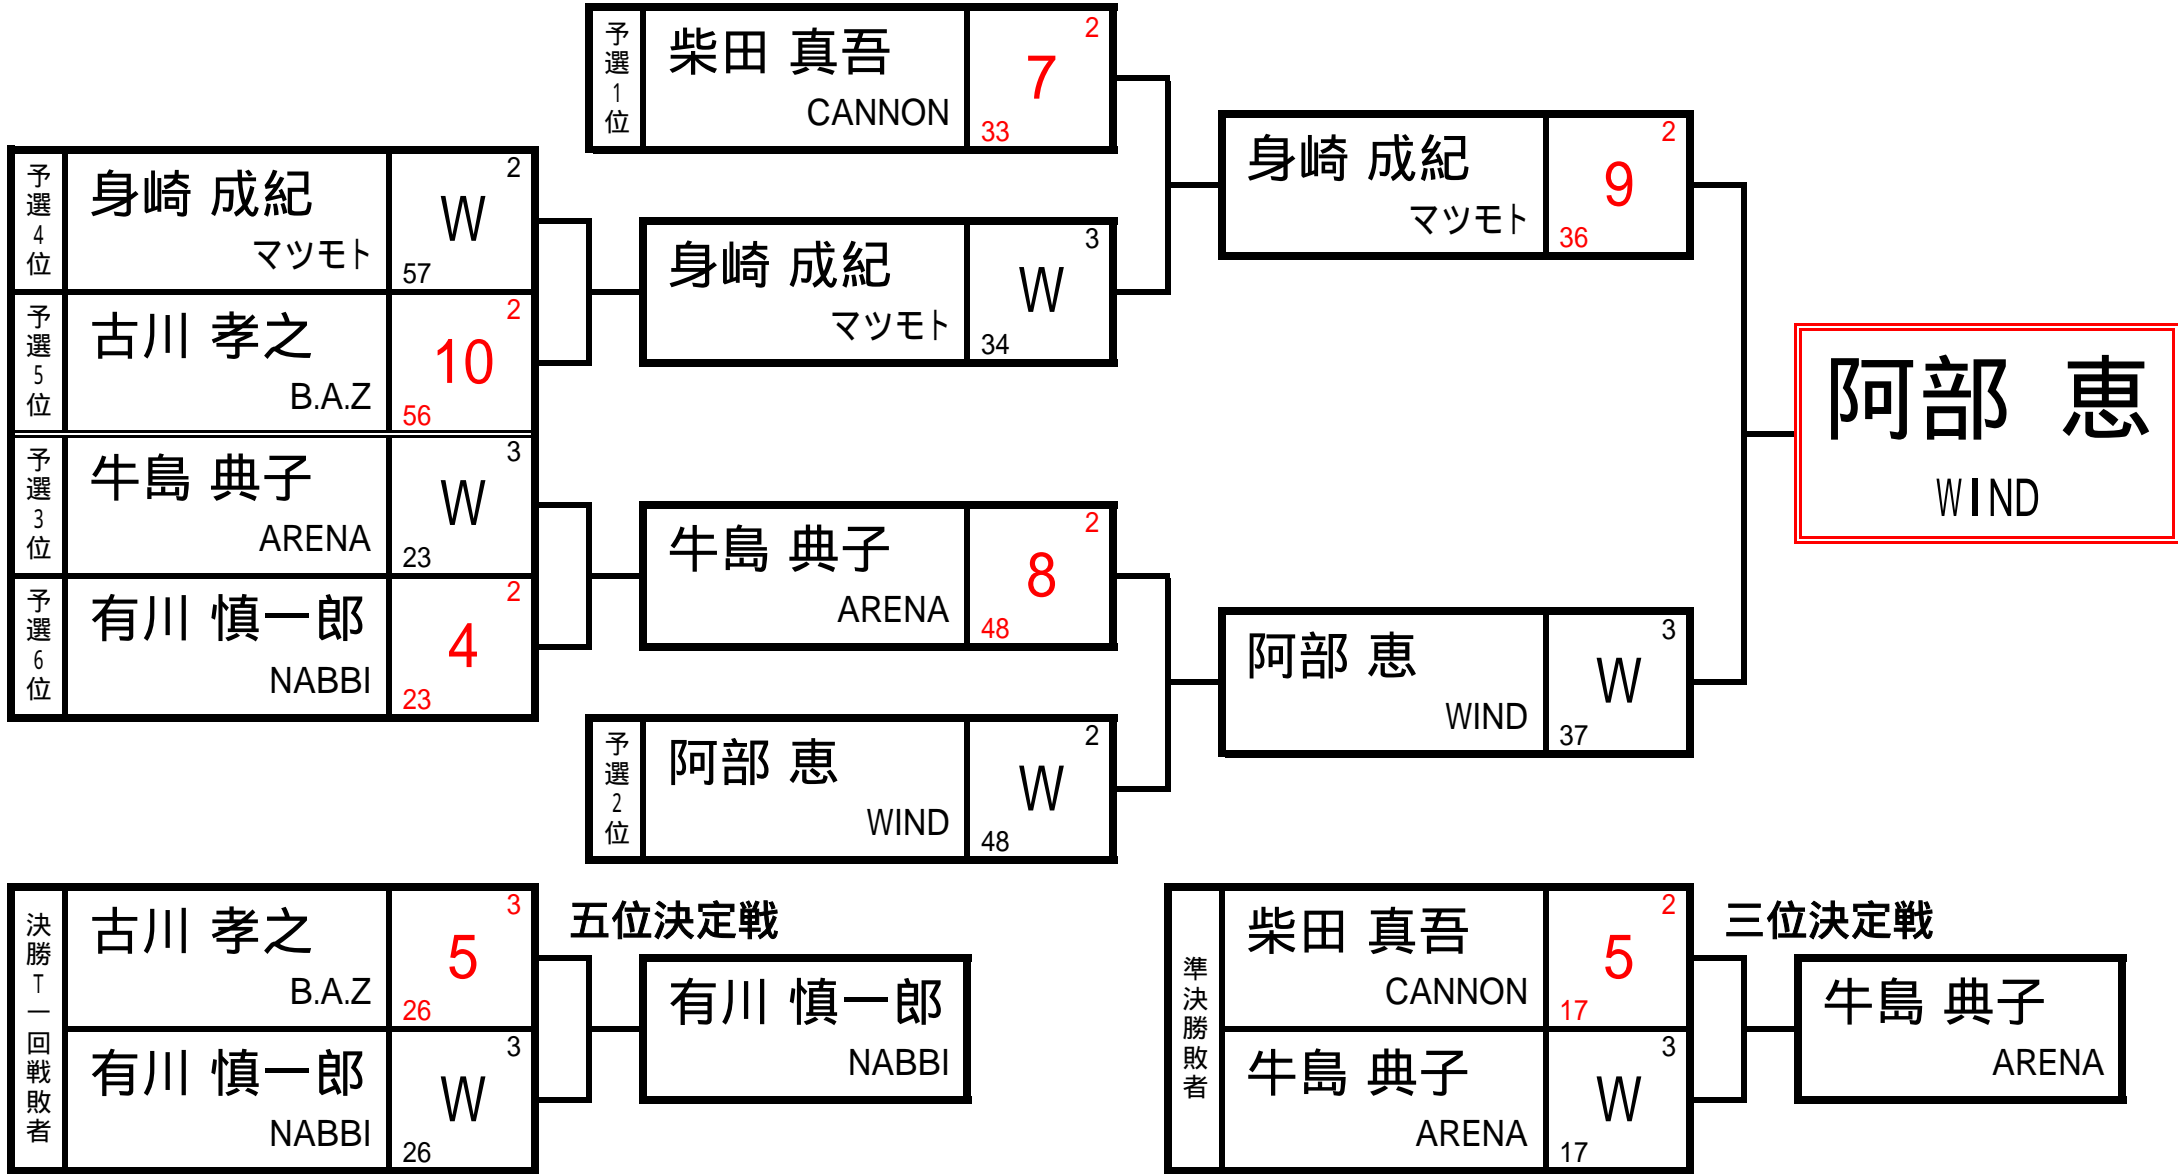 予選1位
柴田 真吾
CANNON
2
7
33
予選4位
身崎 成紀
マツモト
2
W
57
予選5位
古川 孝之
B.A.Z
2
10
56
予選3位
牛島 典子
ARENA
3
W
23
予選6位
有川 慎一郎
NABBI
2
4
23
身崎 成紀
マツモト
3
W
34
牛島 典子
ARENA
2
8
48
予選2位
阿部 恵
WIND
2
W
48
身崎 成紀
マツモト
2
9
36
阿部 恵
WIND
3
W
37
阿部 恵
WIND
決勝T一回戦敗者
古川 孝之
B.A.Z
3
5
26
有川 慎一郎
NABBI
3
W
26
五位決定戦
有川 慎一郎
NABBI
準決勝敗者
柴田 真吾
CANNON
2
5
17
牛島 典子
ARENA
3
W
17
三位決定戦
牛島 典子
ARENA